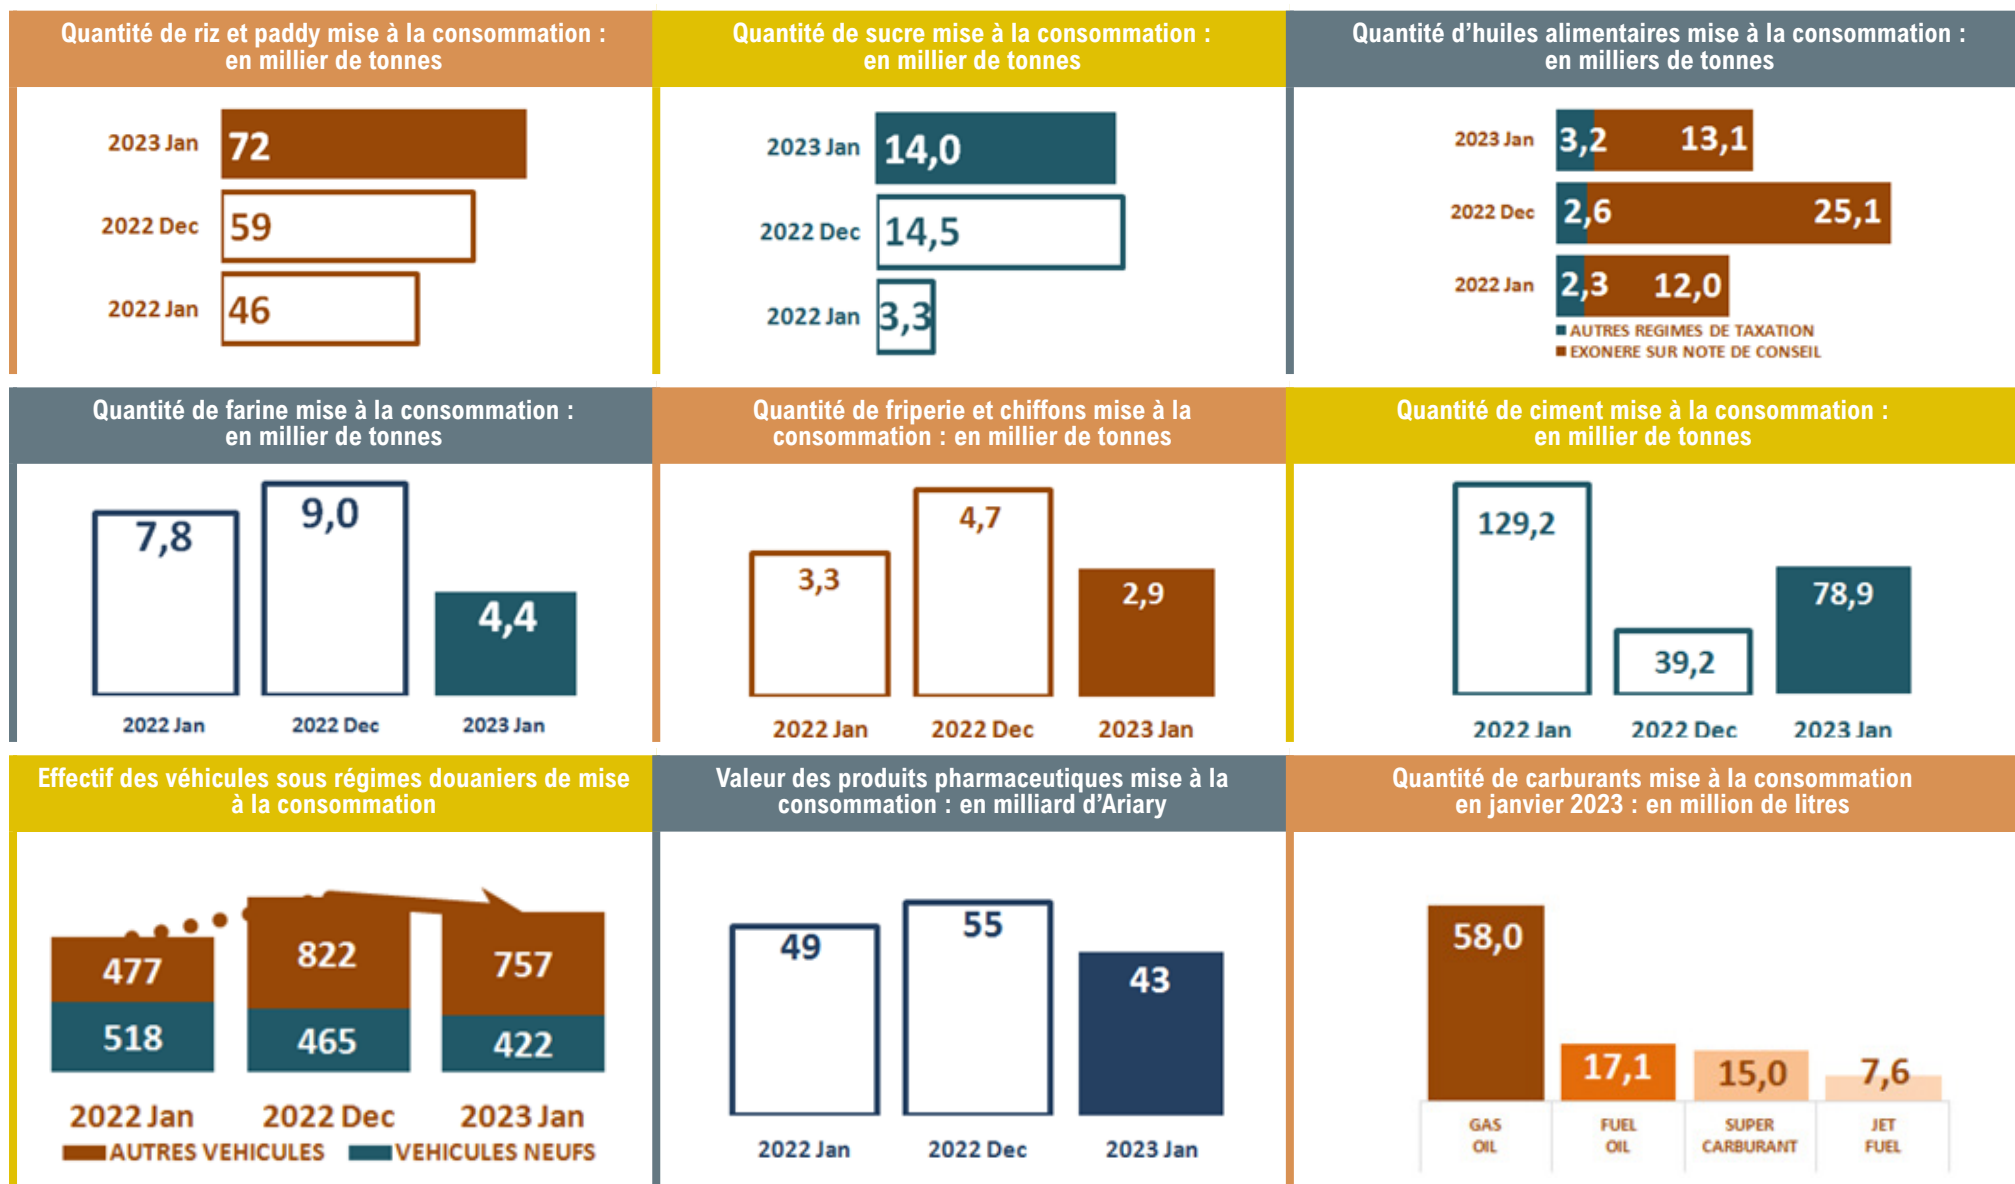 Quantité de riz et paddy mise à la consommation :
en millier de tonnes
2023 Jan 72
2022 Dec 59
2022 Jan 46
Quantité de sucre mise à la consommation :
en millier de tonnes
2023 Jan 14,0
2022 Dec 14,5
2022 Jan 3,3
Quantité d'huiles alimentaires mise à la consommation :
en milliers de tonnes
2023 Jan 3,2 13,1
2022 Dec 2,6 25,1
2022 Jan 2,3 12,0
AUTRES REGIMES DE TAXATION
EXONERE SUR NOTE DE CONSEIL
Quantité de farine mise à la consommation :
en millier de tonnes
7,8 9,0 4,4
2022 Jan 2022 Dec 2023 Jan
Quantité de friperie et chiffons mise à la
consommation : en millier de tonnes
3,3 4,7 2,9
2022 Jan 2022 Dec 2023 Jan
Quantité de ciment mise à la consommation :
en millier de tonnes
129,2 39,2 78,9
2022 Jan 2022 Dec 2023 Jan
Effectif des véhicules sous régimes douaniers de mise
à la consommation
477 822 757
518 465 422
2022 Jan 2022 Dec 2023 Jan
AUTRES VEHICULES VEHICULES NEUFS
Valeur des produits pharmaceutiques mise à la
consommation : en milliard d'Ariary
49 55 43
2022 Jan 2022 Dec 2023 Jan
Quantité de carburants mise à la consommation
en janvier 2023 : en million de litres
58,0 17,1 15,0 7,6
GAS FUEL SUPER JET
OIL OIL CARBURANT FUEL